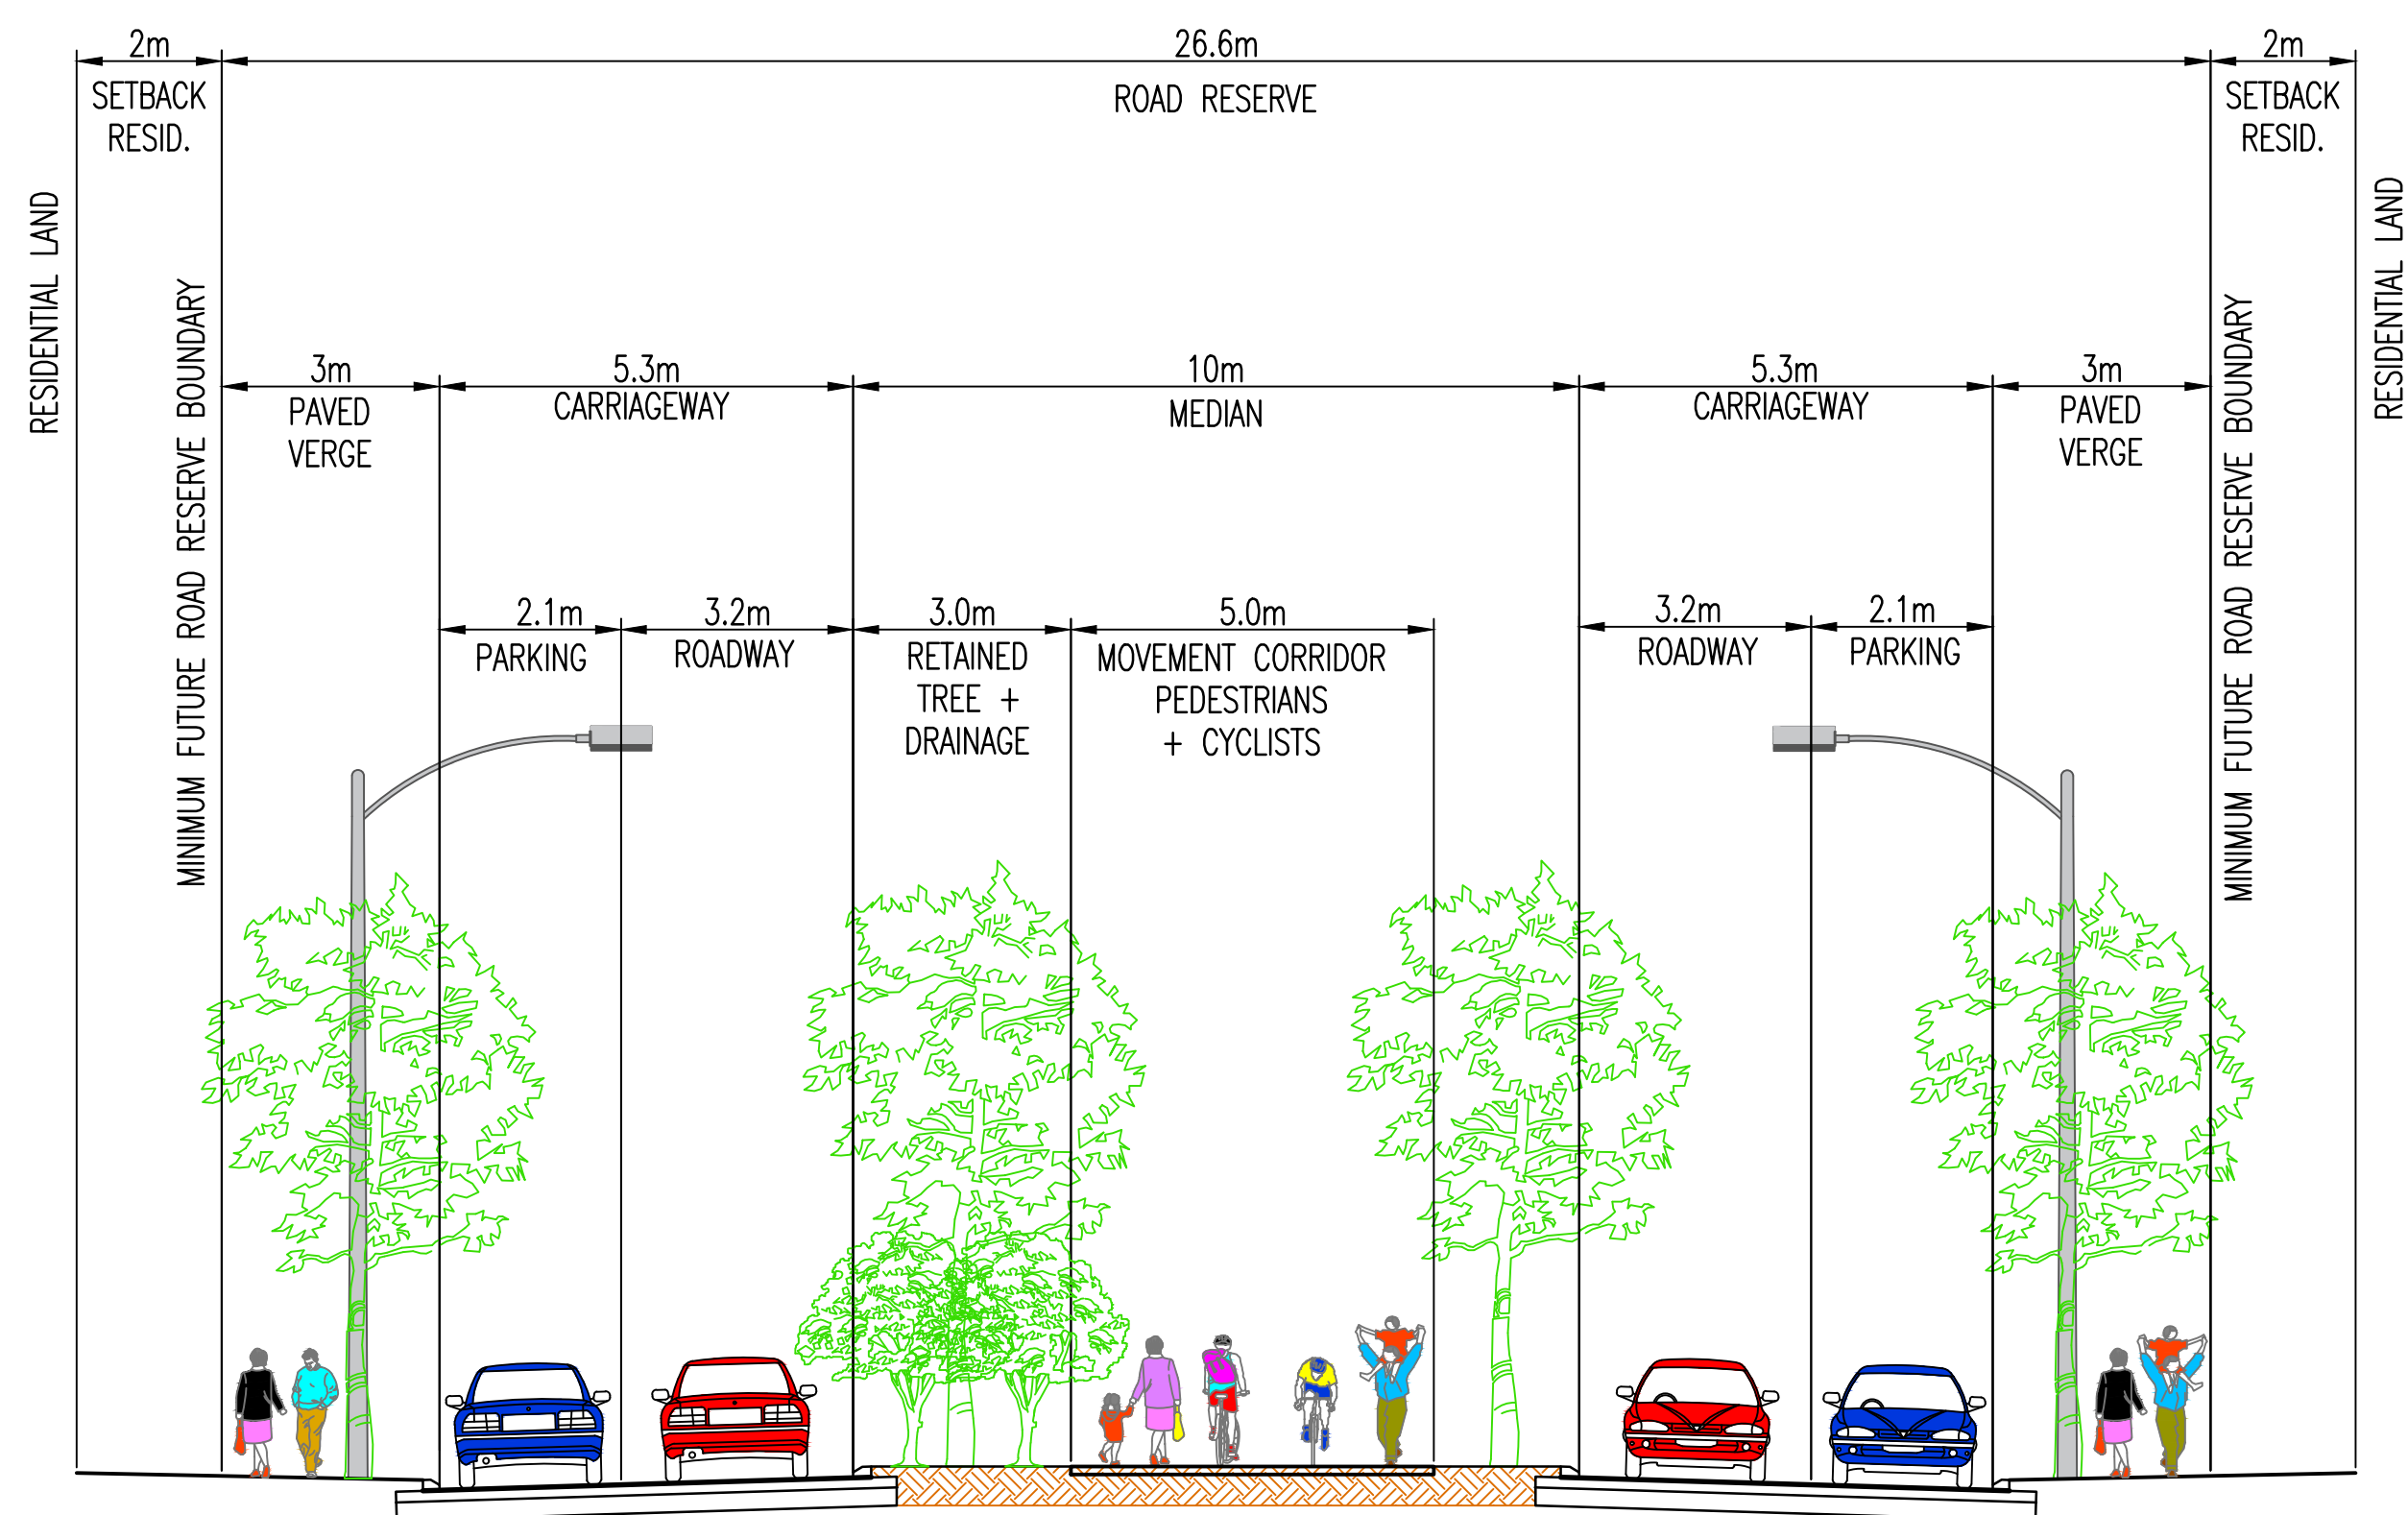 2m
26.6m
2m
SETBACK
RESID.
ROAD RESERVE
SETBACK
RESID.
RESIDENTIAL LAND
MINIMUM FUTURE ROAD RESERVE BOUNDARY
3m
PAVED
VERGE
5.3m
CARRIAGEWAY
10m
MEDIAN
5.3m
CARRIAGEWAY
3m
PAVED
VERGE
MINIMUM FUTURE ROAD RESERVE BOUNDARY
RESIDENTIAL LAND
2.1m
PARKING
3.2m
ROADWAY
3.0m
RETAINED
TREE +
DRAINAGE
5.0m
MOVEMENT CORRIDOR
PEDESTRIANS
+ CYCLISTS
3.2m
ROADWAY
2.1m
PARKING